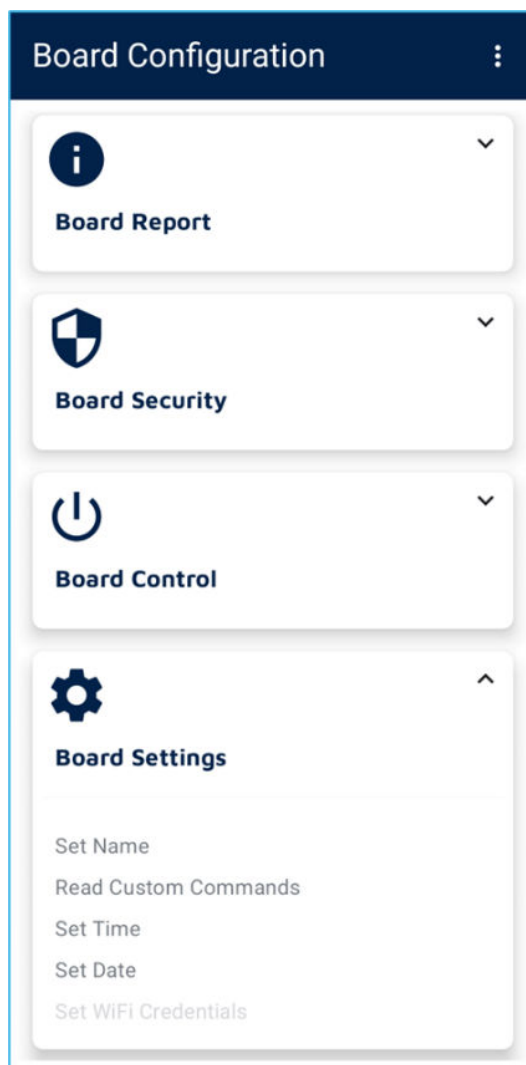 Board Configuration
Board Report
Board Security
Board Control
Board Settings
Set Name
Read Custom Commands
Set Time
Set Date
Set WiFi Credentials